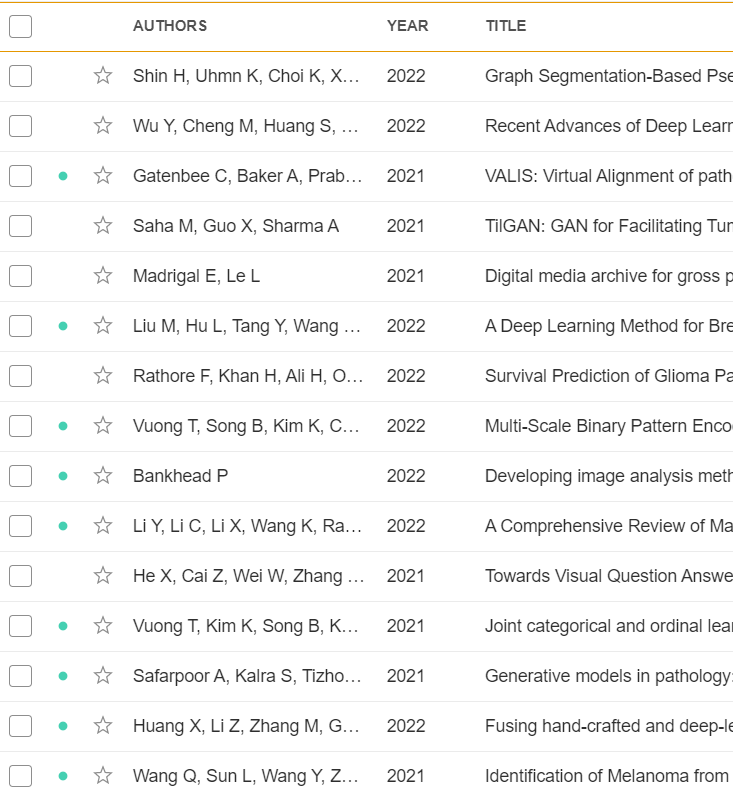 AUTHORS YEAR TITLE
Shin H, Uhmn K, Choi K, X... 2022 Graph Segmentation-Based Pse
Wu Y, Cheng M, Huang S, ... 2022 Recent Advances of Deep Learn
Gatenbee C, Baker A, Prab... 2021 VALIS: Virtual Alignment of path
Saha M, Guo X, Sharma A 2021 TilGAN: GAN for Facilitating Tum
Madrigal E, Le L 2021 Digital media archive for gross p
Liu M, Hu L, Tang Y, Wang ... 2022 A Deep Learning Method for Bre
Rathore F, Khan H, Ali H, O... 2022 Survival Prediction of Glioma Pa
Vuong T, Song B, Kim K, C... 2022 Multi-Scale Binary Pattern Enco
Bankhead P 2022 Developing image analysis meth
Li Y, Li C, Li X, Wang K, Ra... 2022 A Comprehensive Review of Ma
He X, Cai Z, Wei W, Zhang ... 2021 Towards Visual Question Answe
Vuong T, Kim K, Song B, K... 2021 Joint categorical and ordinal lear
Safarpoor A, Kalra S, Tizho... 2021 Generative models in pathology:
Huang X, Li Z, Zhang M, G... 2022 Fusing hand-crafted and deep-le
Wang Q, Sun L, Wang Y, Z... 2021 Identification of Melanoma from